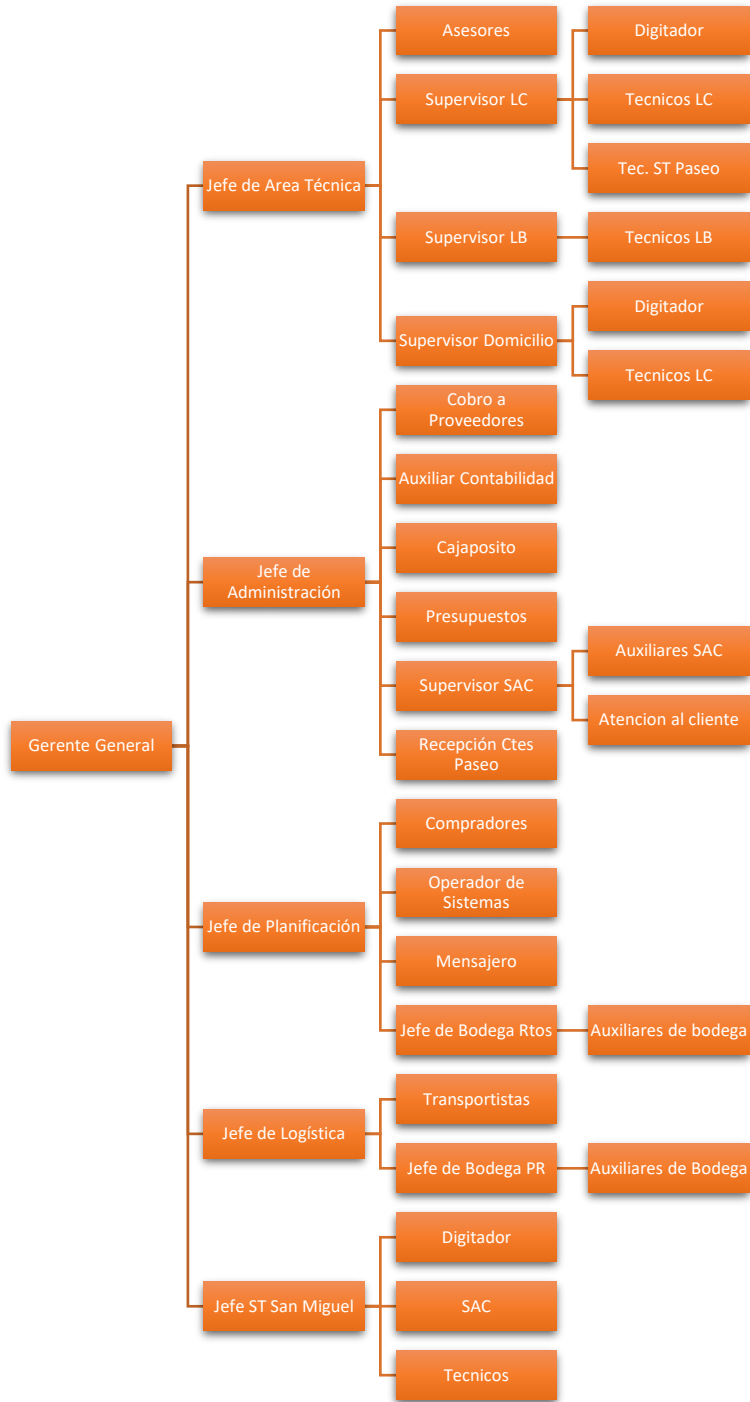 Asesores
Digitador
Supervisor LC
Tecnicos LC
Jefe de Area Técnica
Tec. ST Paseo
Supervisor LB
Tecnicos LB
Digitador
Supervisor Domicilio
Tecnicos LC
Cobro a
Proveedores
Auxiliar Contabilidad
Cajaposito
Jefe de
Administración
Presupuestos
Auxiliares SAC
Supervisor SAC
Atencion al cliente
Gerente General
Recepción Ctes
Paseo
Compradores
Operador de
Sistemas
Jefe de Planificación
Mensajero
Jefe de Bodega Rtos
Auxiliares de bodega
Transportistas
Jefe de Logística
Jefe de Bodega PR
Auxiliares de Bodega
Digitador
Jefe ST San Miguel
SAC
Tecnicos